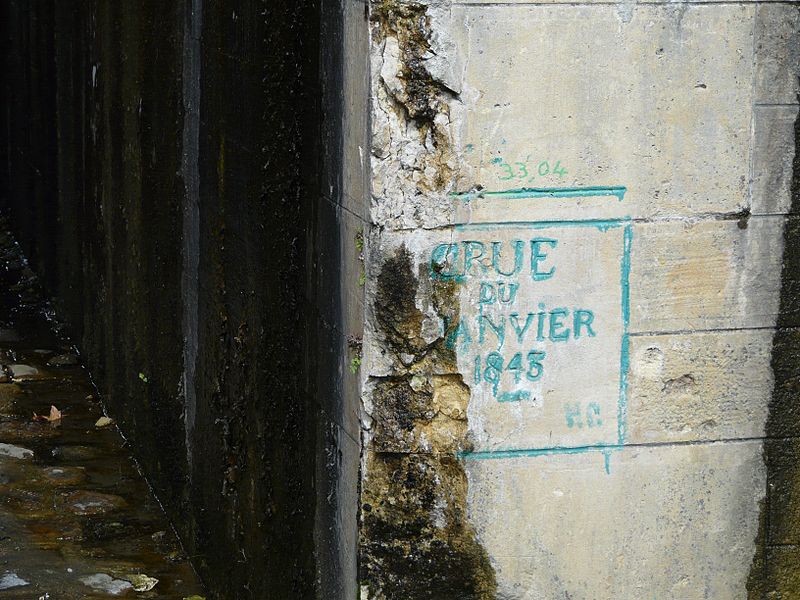 33,04
CRUE
DU
JANVIER
1843